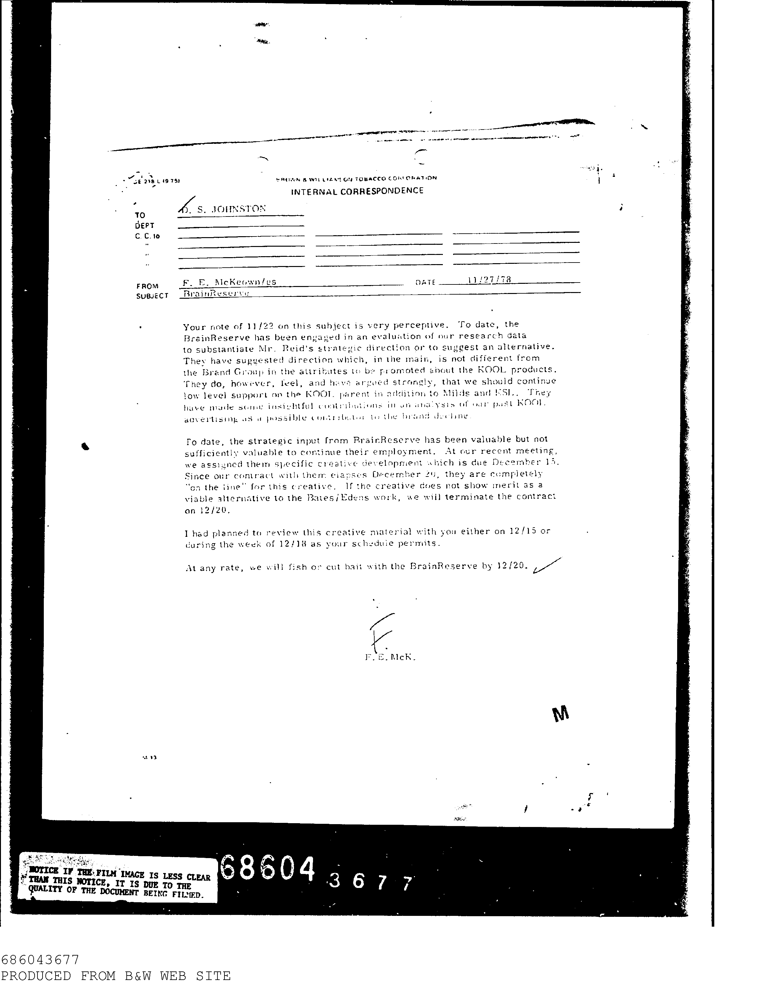 BROWN & WILLIAMSON TOBACCO CORPORATION
INTERNAL CORRESPONDENCE
TO D. S. JOHNSTON
DEPT
C. C. to
"
"
"
FROM F. E. McKeown/gs DATE 11/27/78
SUBJECT BrainReserve
Your note of 11/22 on this subject is very perceptive. To date, the
BrainReserve has been engaged in an evaluation of our research data
to substantiate Mr. Reid's strategic direction or to suggest an alternative.
They have suggested direction which, in the main, is not different from
the Brand Group in the attributes to be promoted about the KOOL products.
They do, however, feel, and have argued strongly, that we should continue
low level support on the KOOL parent in addition to Milds and KSL. They
have made some insightful contributions in an analysis of our past KOOL
advertising as a possible contributor to the brand decline.
To date, the strategic input from BrainReserve has been valuable but not
sufficiently valuable to continue their employment. At our recent meeting,
we assigned them specific creative development which is due December 15.
Since our contract with them elapses December 20, they are completely
"on the line" for this creative. If the creative does not show merit as a
viable alternative to the Bates/Edens work, we will terminate the contract
on 12/20.
I had planned to review this creative material with you either on 12/15 or
during the week of 12/18 as your schedule permits.
At any rate, we will fish or cut bait with the BrainReserve by 12/20.
F.
F. E. McK.
M
NOTICE IF THE FILM IMAGE IS LESS CLEAR
THAN THIS NOTICE, IT IS DUE TO THE
QUALITY OF THE DOCUMENT BEING FILMED.
68604 3677
686043677
PRODUCED FROM B&W WEB SITE